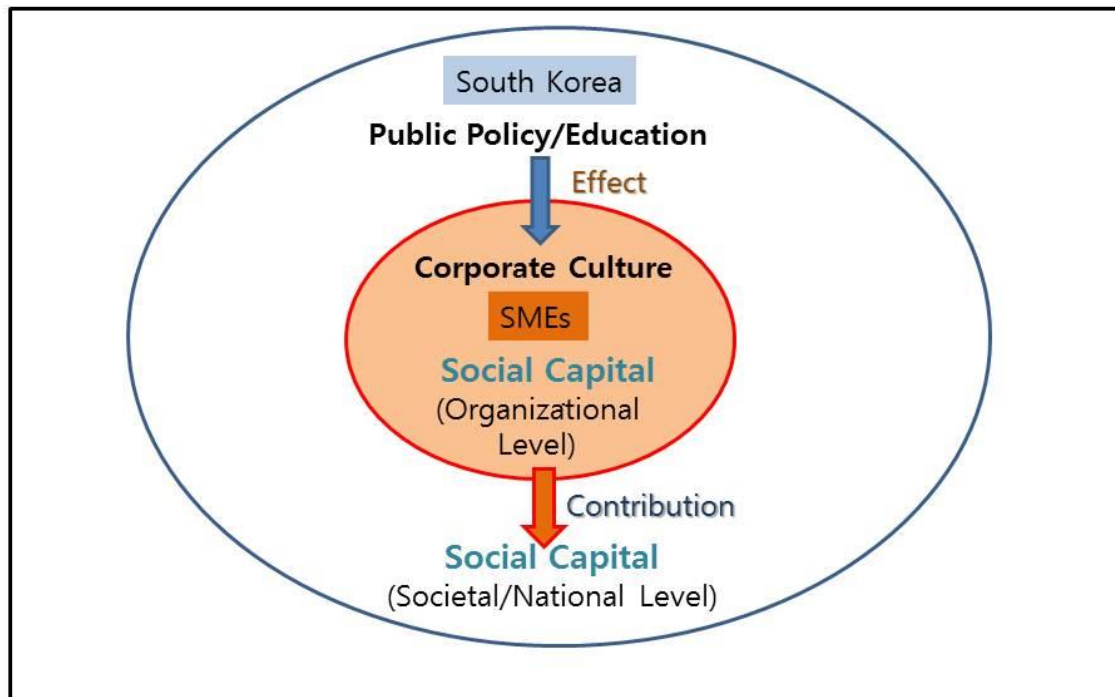 South Korea
Public Policy/Education
Effect
Corporate Culture
SMEs
Social Capital
(Organizational
Level)
Contribution
Social Capital
(Societal/National Level)